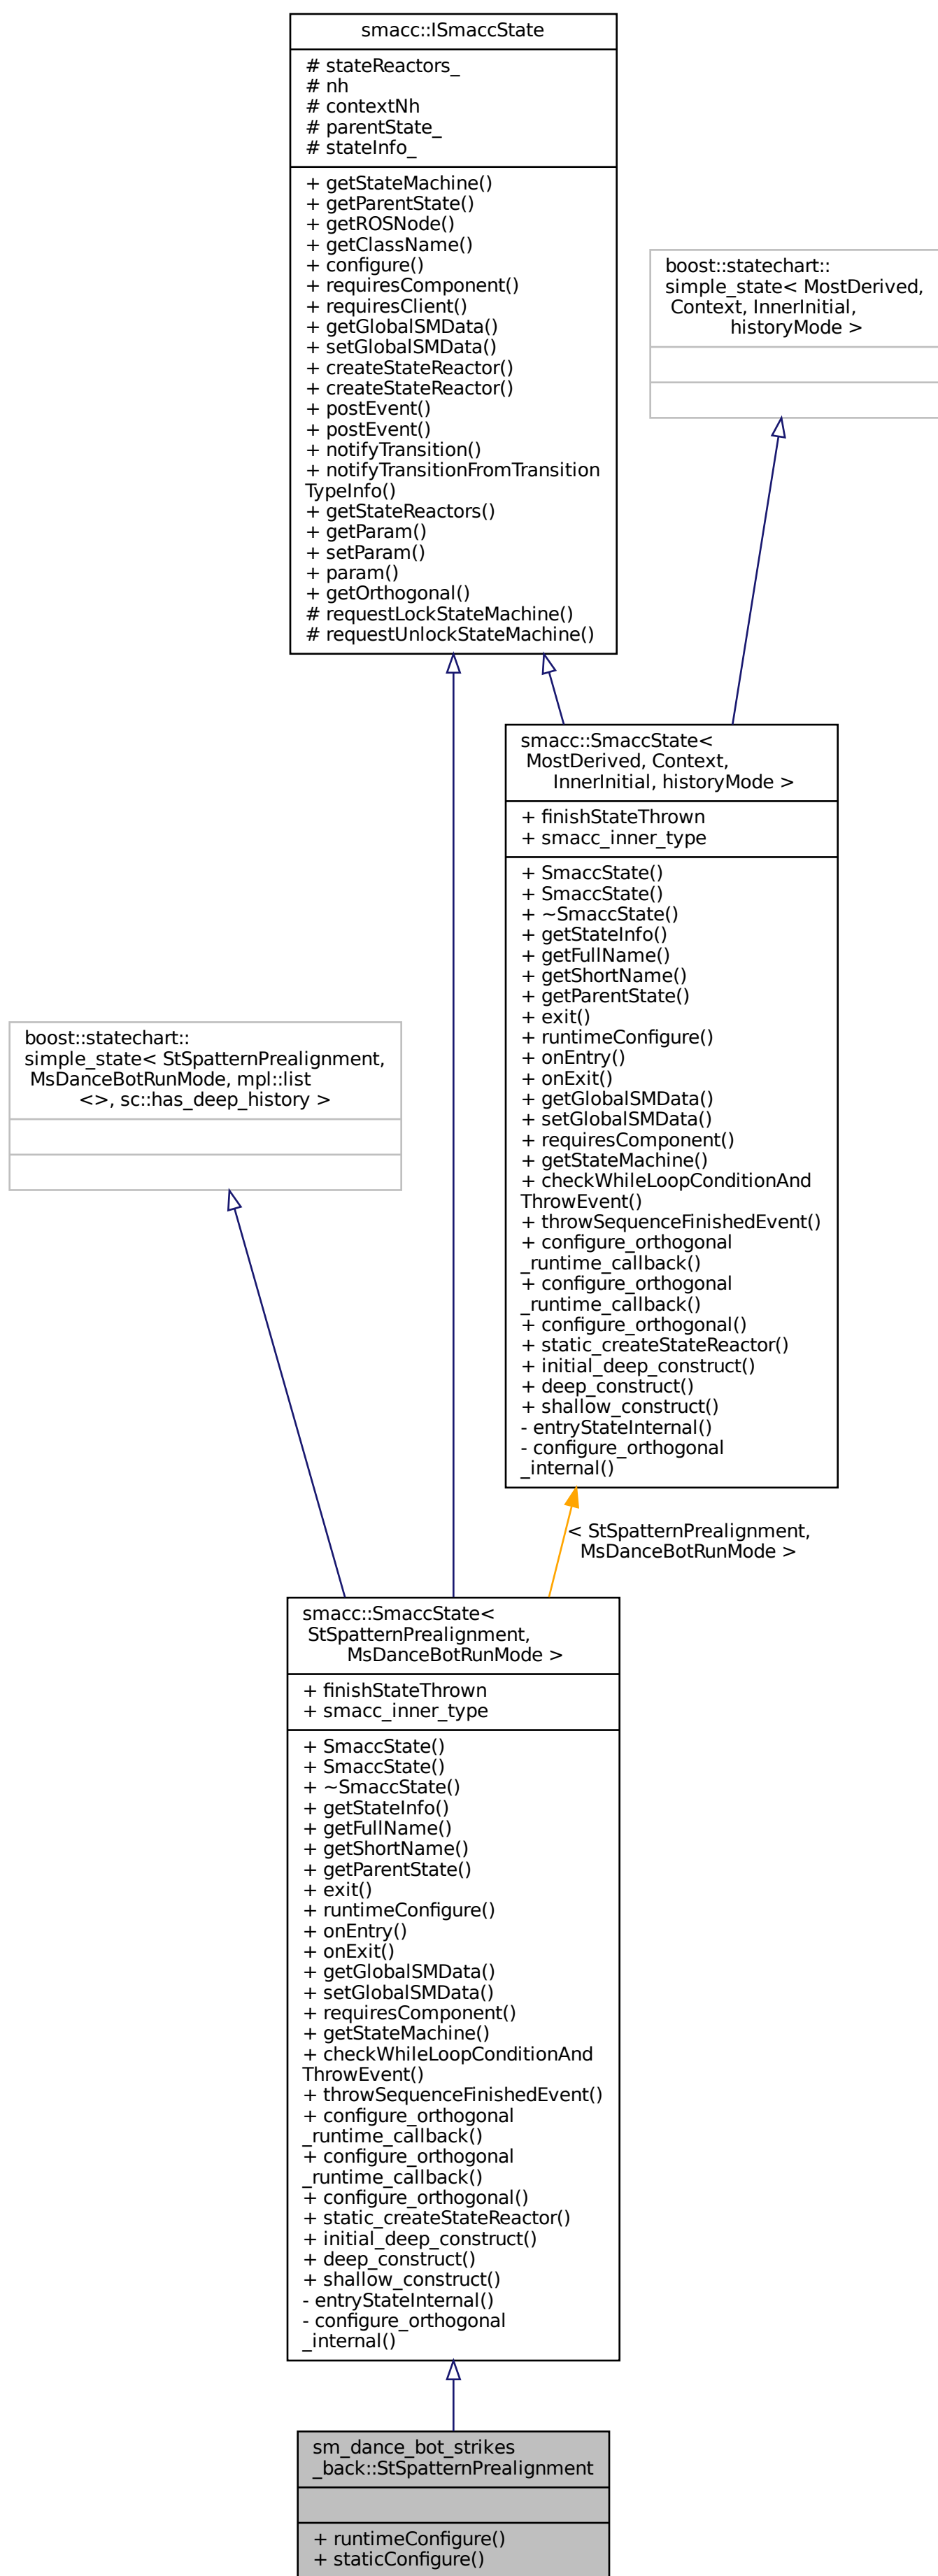 smacc::ISmaccState
# stateReactors_
# nh
# contextNh
# parentState_
# stateInfo_
+ getStateMachine()
+ getParentState()
+ getROSNode()
+ getClassName()
+ configure()
+ requiresComponent()
+ requiresClient()
+ getGlobalSMData()
+ setGlobalSMData()
+ createStateReactor()
+ createStateReactor()
+ postEvent()
+ postEvent()
+ notifyTransition()
+ notifyTransitionFromTransition
TypeInfo()
+ getStateReactors()
+ getParam()
+ setParam()
+ param()
+ getOrthogonal()
# requestLockStateMachine()
# requestUnlockStateMachine()
boost::statechart::
simple_state< MostDerived,
Context, InnerInitial,
historyMode >
smacc::SmaccState<
MostDerived, Context,
InnerInitial, historyMode >
+ finishStateThrown
+ smacc_inner_type
+ SmaccState()
+ SmaccState()
+ ~SmaccState()
+ getStateInfo()
+ getFullName()
+ getShortName()
+ getParentState()
+ exit()
+ runtimeConfigure()
+ onEntry()
+ onExit()
+ getGlobalSMData()
+ setGlobalSMData()
+ requiresComponent()
+ getStateMachine()
+ checkWhileLoopConditionAnd
ThrowEvent()
+ throwSequenceFinishedEvent()
+ configure_orthogonal
_runtime_callback()
+ configure_orthogonal
_runtime_callback()
+ configure_orthogonal()
+ static_createStateReactor()
+ initial_deep_construct()
+ deep_construct()
+ shallow_construct()
- entryStateInternal()
- configure_orthogonal
_internal()
boost::statechart::
simple_state< StSpatternPrealignment,
MsDanceBotRunMode, mpl::list
<>, sc::has_deep_history >
< StSpatternPrealignment,
MsDanceBotRunMode >
smacc::SmaccState<
StSpatternPrealignment,
MsDanceBotRunMode >
+ finishStateThrown
+ smacc_inner_type
+ SmaccState()
+ SmaccState()
+ ~SmaccState()
+ getStateInfo()
+ getFullName()
+ getShortName()
+ getParentState()
+ exit()
+ runtimeConfigure()
+ onEntry()
+ onExit()
+ getGlobalSMData()
+ setGlobalSMData()
+ requiresComponent()
+ getStateMachine()
+ checkWhileLoopConditionAnd
ThrowEvent()
+ throwSequenceFinishedEvent()
+ configure_orthogonal
_runtime_callback()
+ configure_orthogonal
_runtime_callback()
+ configure_orthogonal()
+ static_createStateReactor()
+ initial_deep_construct()
+ deep_construct()
+ shallow_construct()
- entryStateInternal()
- configure_orthogonal
_internal()
sm_dance_bot_strikes
_back::StSpatternPrealignment
+ runtimeConfigure()
+ staticConfigure()